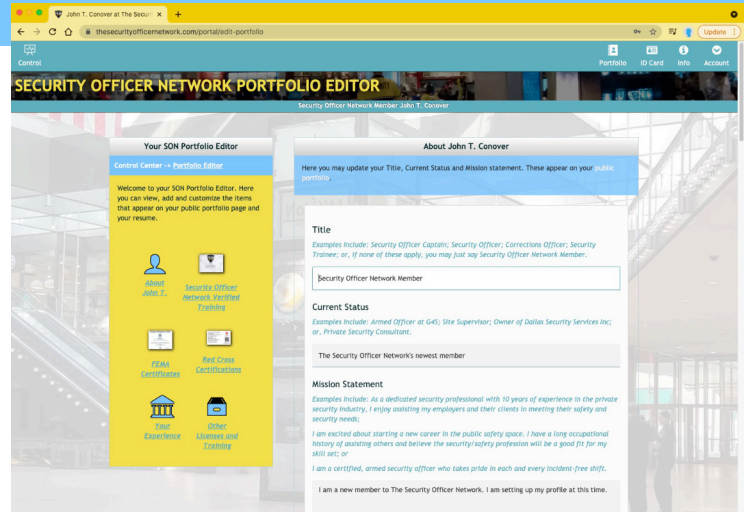 John T. Conover at The Securit
thesecurityofficernetwork.com/portal/edit-portfolio
Update
Control
Portfolio
ID Card
Info
Account
SECURITY OFFICER NETWORK PORTFOLIO EDITOR
Security Officer Network Member John T. Conover
Your SON Portfolio Editor
Control Center -> Portfolio Editor
Welcome to your SON Portfolio Editor. Here
you can view, add and customize the items
that appear on your public portfolio page and
your resume.
About
John T.
Security Officer
Network Verified
Training
FEMA
Certificates
Red Cross
Certifications
Your
Experience
Other
Licenses and
Training
About John T. Conover
Here you may update your Title, Current Status and Mission statement. These appear on your public
portfolio.
Title
Examples Include: Security Officer Captain; Security Officer; Corrections Officer; Security
Trainee; or, if none of these apply, you may just say Security Officer Network Member.
Security Officer Network Member
Current Status
Examples Include: Armed Officer at G4S; Site Supervisor; Owner of Dallas Security Services Inc;
or, Private Security Consultant.
The Security Officer Network's newest member
Mission Statement
Examples Include: As a dedicated security professional with 10 years of experience in the private
security industry, I enjoy assisting my employers and their clients in meeting their safety and
security needs;
I am excited about starting a new career in the public safety space. I have a long occupational
history of assisting others and believe the security/safety profession will be a good fit for my
skill set; or
I am a certified, armed security officer who takes pride in each and every incident-free shift.
I am a new member to The Security Officer Network. I am setting up my profile at this time.